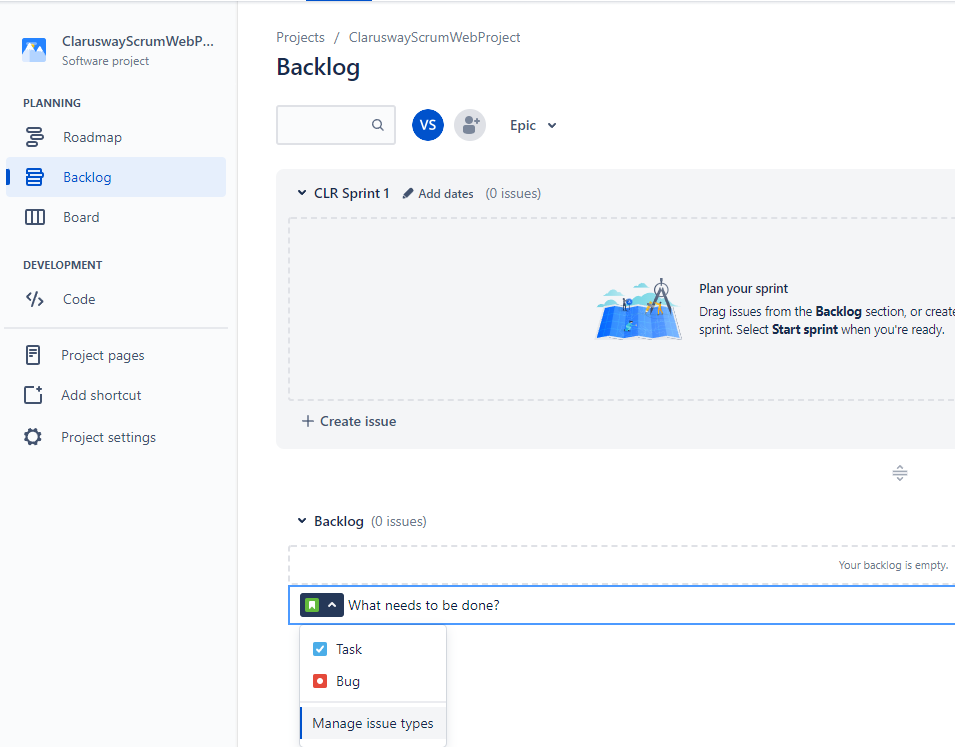 ClaruswayScrumWebP...
Software project
PLANNING
Roadmap
Backlog
Board
DEVELOPMENT
Code
Project pages
Add shortcut
Project settings
Projects / ClaruswayScrumWebProject
Backlog
VS
Epic
CLR Sprint 1 Add dates (0 issues)
Plan your sprint
Drag issues from the Backlog section, or create
sprint. Select Start sprint when you're ready.
Create issue
Backlog (0 issues)
Your backlog is empty.
What needs to be done?
Task
Bug
Manage issue types